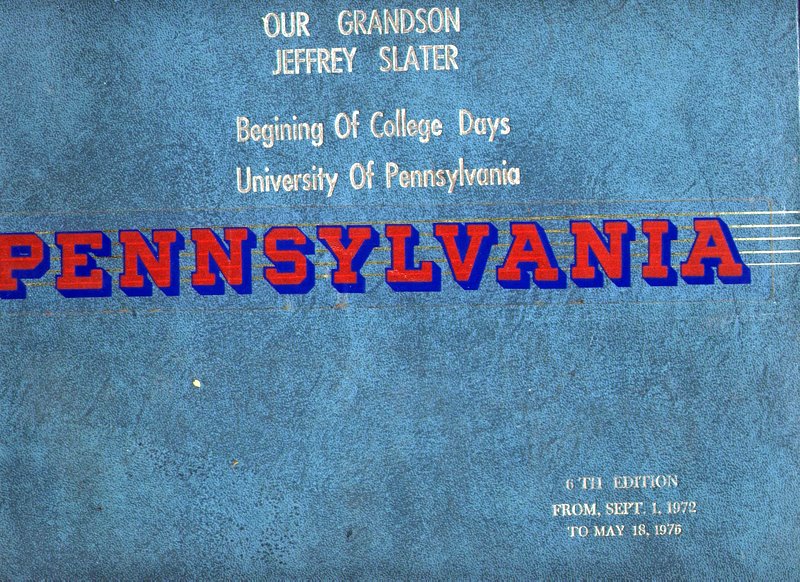 OUR GRANDSON
JEFFREY SLATER
Begining Of College Days
University Of Pennsylvania
PENNSYLVANIA
6 TH EDITION
FROM, SEPT. 1, 1972
TO MAY 18, 1976